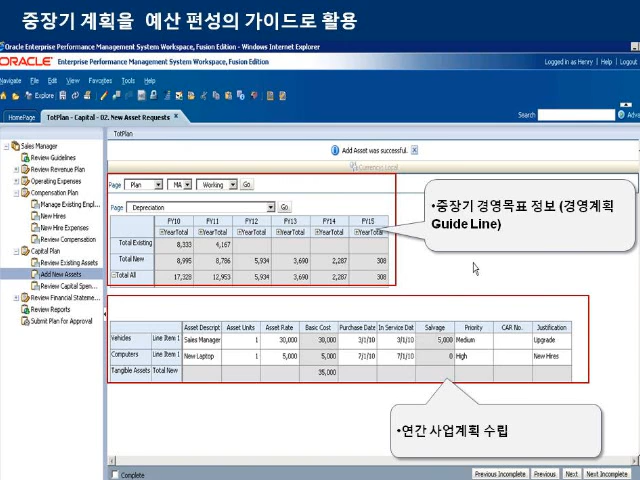 중장기 계획을 예산 편성의 가이드로 활용
Oracle Enterprise Performance Management System Workspace, Fusion Edition - Windows Internet Explorer
ORACLE Enterprise Performance Management System Workspace, Fusion Edition
Logged in as Henry | Help | Logout
Navigate File Edit View Favorites Tools Help
Explore
HomePage TotPlan - Capital - 02. New Asset Requests
Search
TotPlan
Add Asset was successful.
Currency: Local
Sales Manager
Review Guidelines
Review Revenue Plan
Operating Expenses
Compensation Plan
Manage Existing Empl...
New Hires
New Hire Expenses
Review Compensation
Capital Plan
Review Existing Assets
Add New Assets
Review Capital Spen...
Review Financial Stateme...
Review Reports
Submit Plan for Approval
Page Plan MA Working Go
Page Depreciation Go
FY10 FY11 FY12 FY13 FY14 FY15
YearTotal YearTotal YearTotal YearTotal YearTotal YearTotal
Total Existing 8,333 4,167
Total New 8,995 8,786 5,934 3,690 2,287 308
Total All 17,328 12,953 5,934 3,690 2,287 308
•중장기 경영목표 정보 (경영계획
Guide Line)
Asset Descript Asset Units Asset Rate Basic Cost Purchase Dat In Service Dat Salvage Priority CAR No. Justification
Vehicles Line Item 1 Sales Manager 1 30,000 30,000 3/1/10 3/1/10 5,000 Medium Upgrade
Computers Line Item 1 New Laptop 1 5,000 5,000 7/1/10 7/1/10 0 High New Hires
Tangible Assets Total New 35,000
•연간 사업계획 수립
Complete
Previous Incomplete Previous Next Next Incomplete